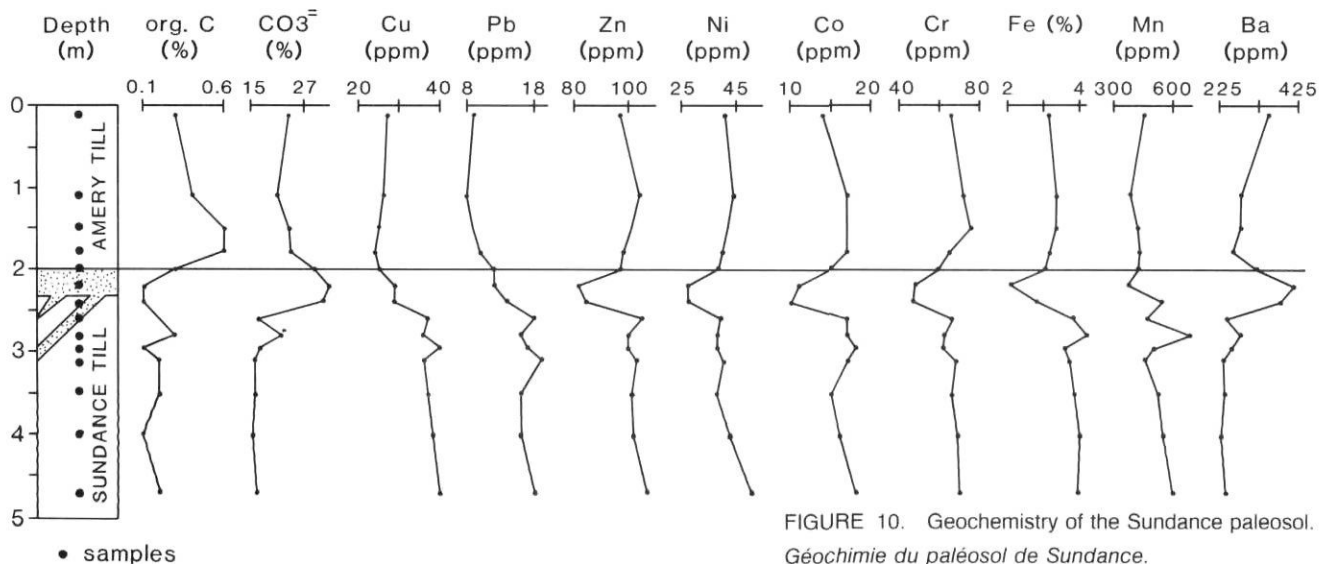 Depth org. C CO3= Cu Pb Zn Ni Co Cr Fe (%) Mn Ba
(m) (%) (%) (ppm) (ppm) (ppm) (ppm) (ppm) (ppm) (ppm) (ppm)
0.1 0.6 15 27 20 40 8 18 80 100 25 45 10 20 40 80 2 4 300 600 225 425
0
1
2
3
4
5
AMERY TILL
SUNDANCE TILL
• samples
FIGURE 10. Geochemistry of the Sundance paleosol.
Géochimie du paléosol de Sundance.